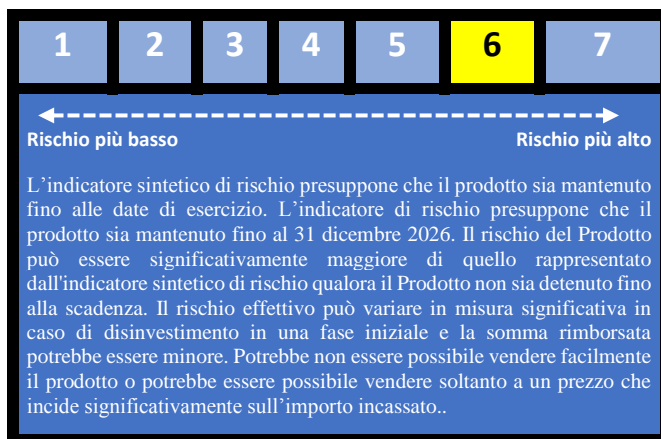 1 2 3 4 5 6 7
Rischio più basso Rischio più alto
L’indicatore sintetico di rischio presuppone che il prodotto sia mantenuto
fino alle date di esercizio. L’indicatore di rischio presuppone che il
prodotto sia mantenuto fino al 31 dicembre 2026. Il rischio del Prodotto
può essere significativamente maggiore di quello rappresentato
dall'indicatore sintetico di rischio qualora il Prodotto non sia detenuto fino
alla scadenza. Il rischio effettivo può variare in misura significativa in
caso di disinvestimento in una fase iniziale e la somma rimborsata
potrebbe essere minore. Potrebbe non essere possibile vendere facilmente
il prodotto o potrebbe essere possibile vendere soltanto a un prezzo che
incide significativamente sull’importo incassato..